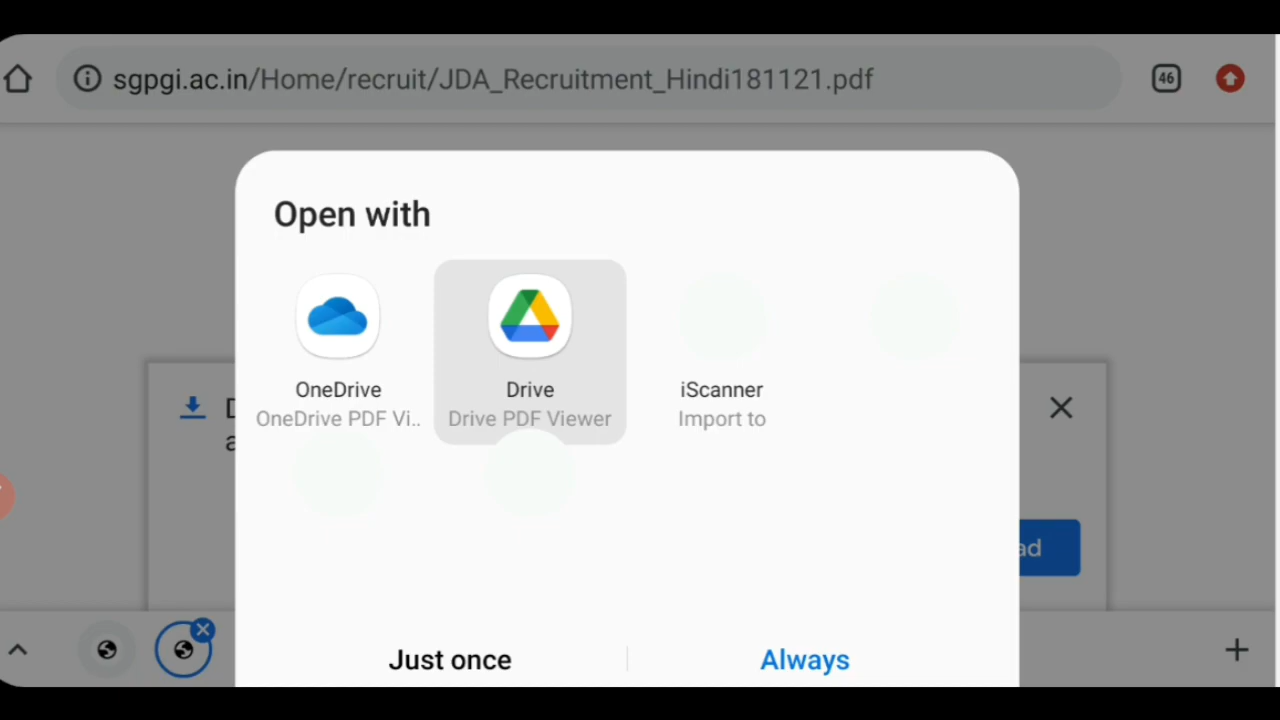 sgpgi.ac.in/Home/recruit/JDA_Recruitment_Hindi181121.pdf
46
Open with
OneDrive
OneDrive PDF Vi..
Drive
Drive PDF Viewer
iScanner
Import to
ad
Just once
Always